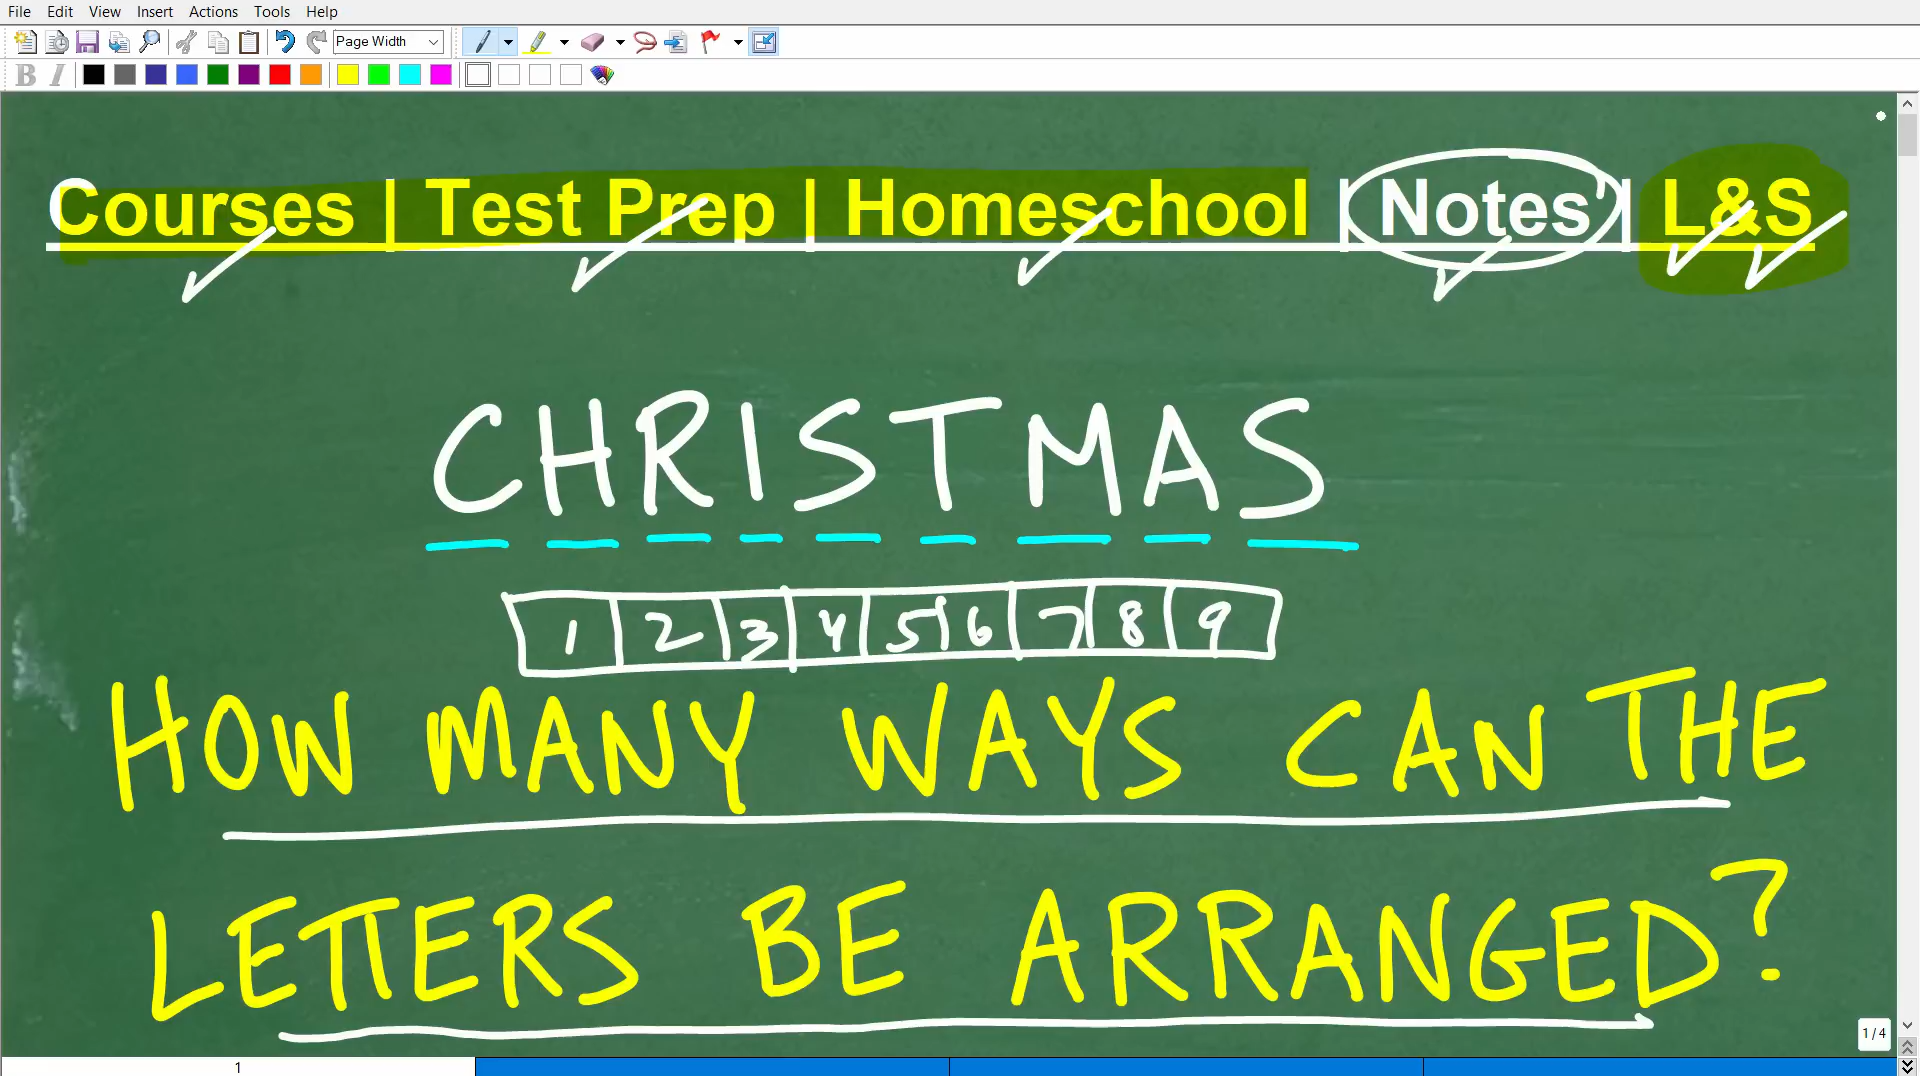 File Edit View Insert Actions Tools Help
Page Width
B I
Courses | Test Prep | Homeschool | Notes | L&S
CHRISTMAS
1 2 3 4 5 6 7 8 9
HOW MANY WAYS CAN THE
LETTERS BE ARRANGED?
1 / 4
1